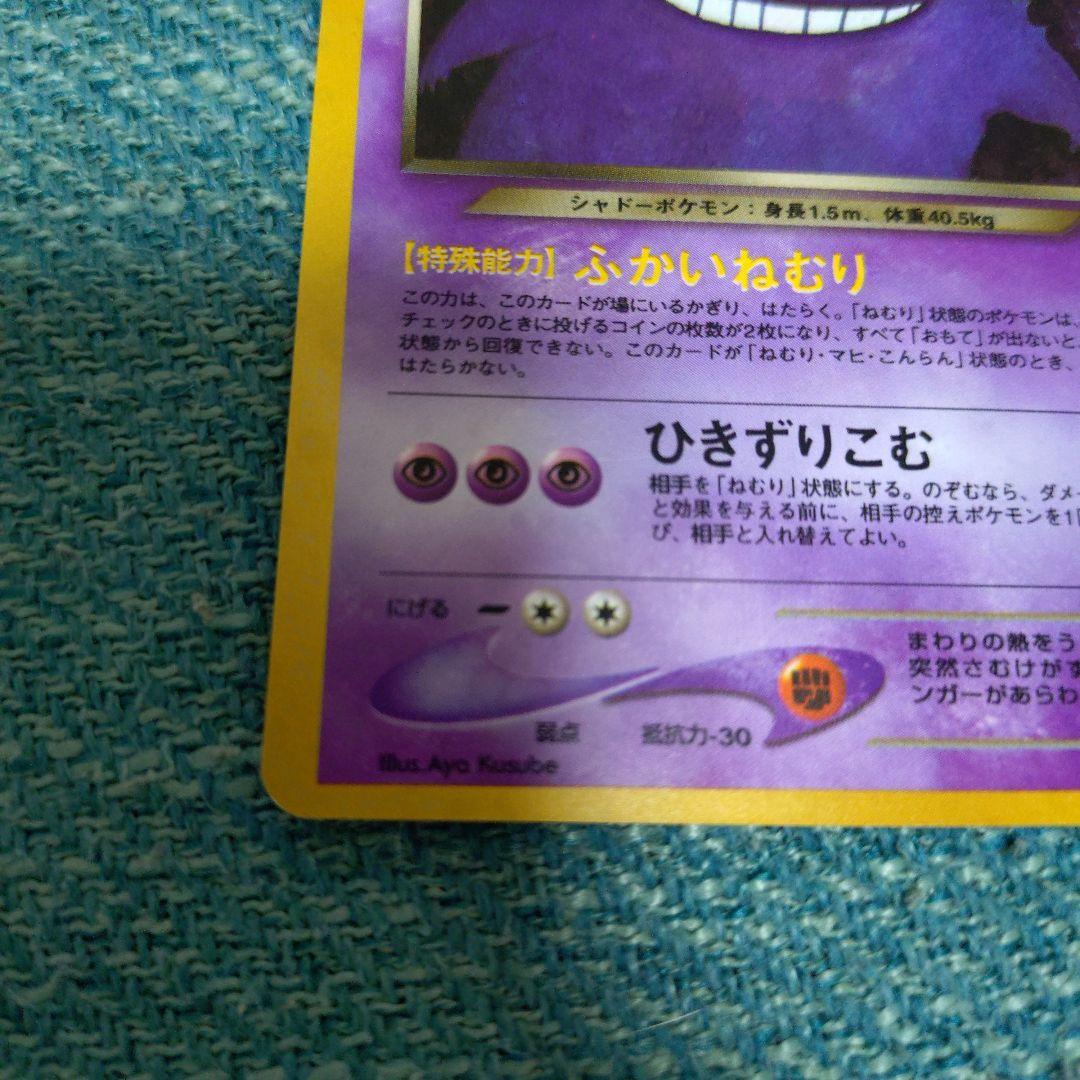 シャドーポケモン:身長1.5m、体重40.5kg
【特殊能力】ふかいねむり
この力は、このカードが場にいるかぎり、はたらく。「ねむり」状態のポケモンは、
チェックのときに投げるコインの枚数が2枚になり、すべて「おもて」が出ないと
状態から回復できない。このカードが「ねむり・マヒ・こんらん」状態のとき、
はたらかない。
ひきずりこむ
相手を「ねむり」状態にする。のぞむなら、ダメ
と効果を与える前に、相手の控えポケモンを1
び、相手と入れ替えてよい。
にげる
まわりの熱をう
突然さむけがす
ンガーがあらわ
弱点 抵抗力-30
Illus. Aya Kusube